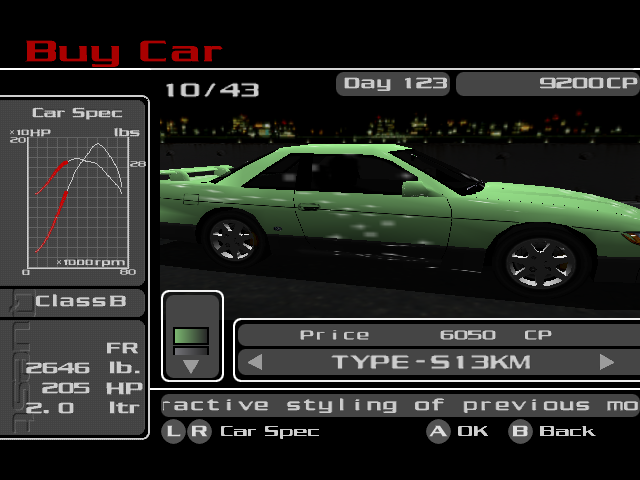 Buy Car
10/43
Day 123
9200CP
Car Spec
×10HP
lbs
20
28
×1000rpm
0
80
ClassB
FR
2646 lb.
205 HP
2.0 ltr
Price 6050 CP
TYPE-S13KM
ractive styling of previous mo
L R Car Spec
A OK
B Back